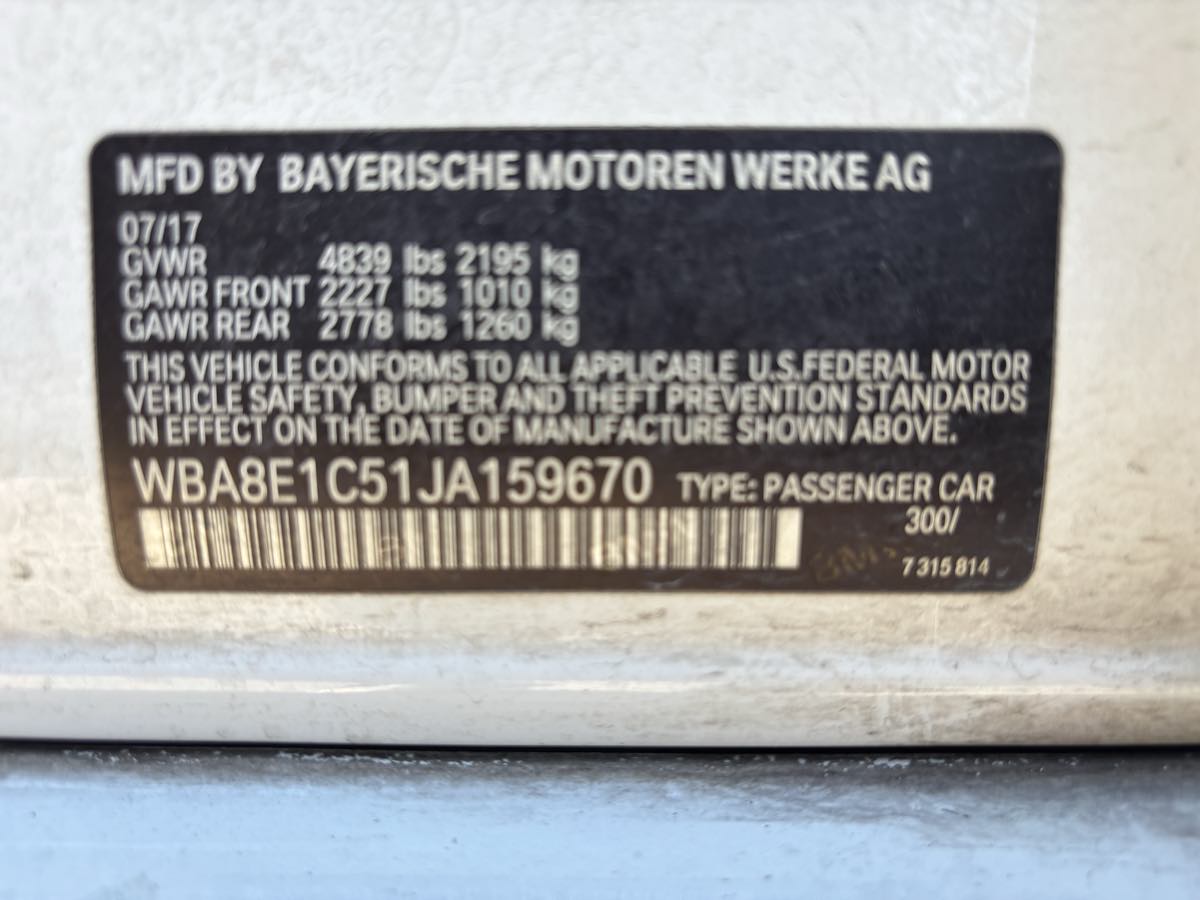 MFD BY BAYERISCHE MOTOREN WERKE AG
07/17
GVWR 4839 lbs 2195 kg
GAWR FRONT 2227 lbs 1010 kg
GAWR REAR 2778 lbs 1260 kg
THIS VEHICLE CONFORMS TO ALL APPLICABLE U.S.FEDERAL MOTOR
VEHICLE SAFETY, BUMPER AND THEFT PREVENTION STANDARDS
IN EFFECT ON THE DATE OF MANUFACTURE SHOWN ABOVE.
WBA8E1C51JA159670 TYPE: PASSENGER CAR
300/
7 315 814